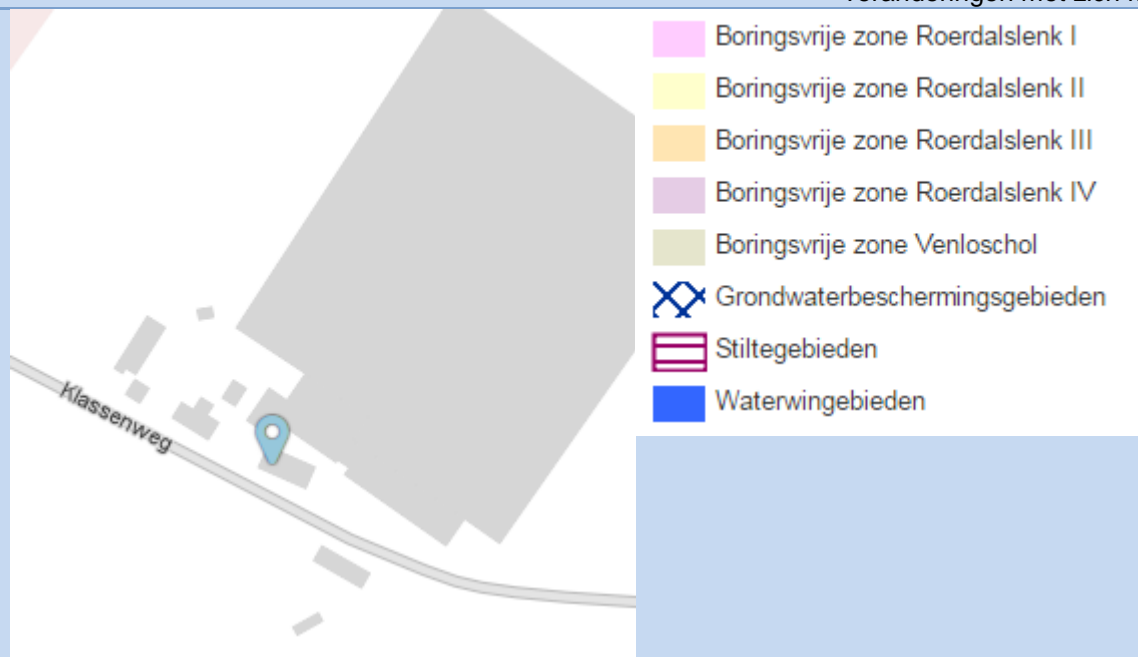 Boringsvrije zone Roerdalslenk I
Boringsvrije zone Roerdalslenk II
Boringsvrije zone Roerdalslenk III
Boringsvrije zone Roerdalslenk IV
Boringsvrije zone Venloschol
Grondwaterbeschermingsgebieden
Stiltegebieden
Waterwingebieden
Klassenweg